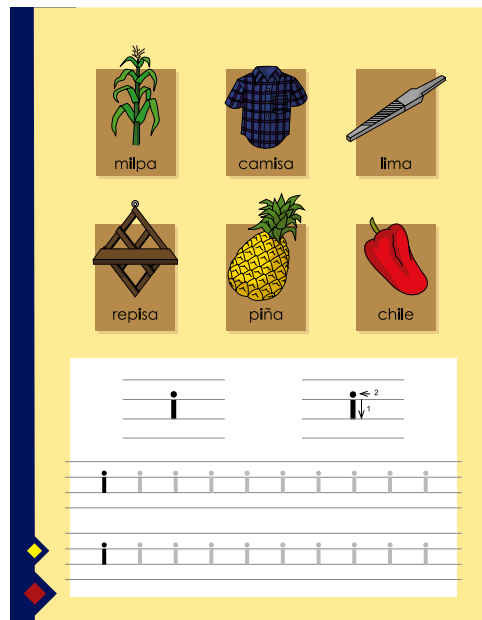 milpa camisa lima
repisa piña chile
i i 2
1
i i i i i i i i i i
i i i i i i i i i i